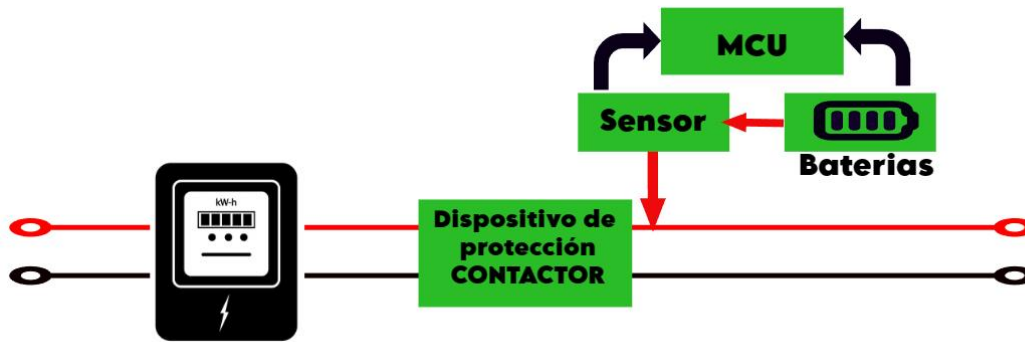 MCU
Sensor
Baterias
kW-h
Dispositivo de
protección
CONTACTOR